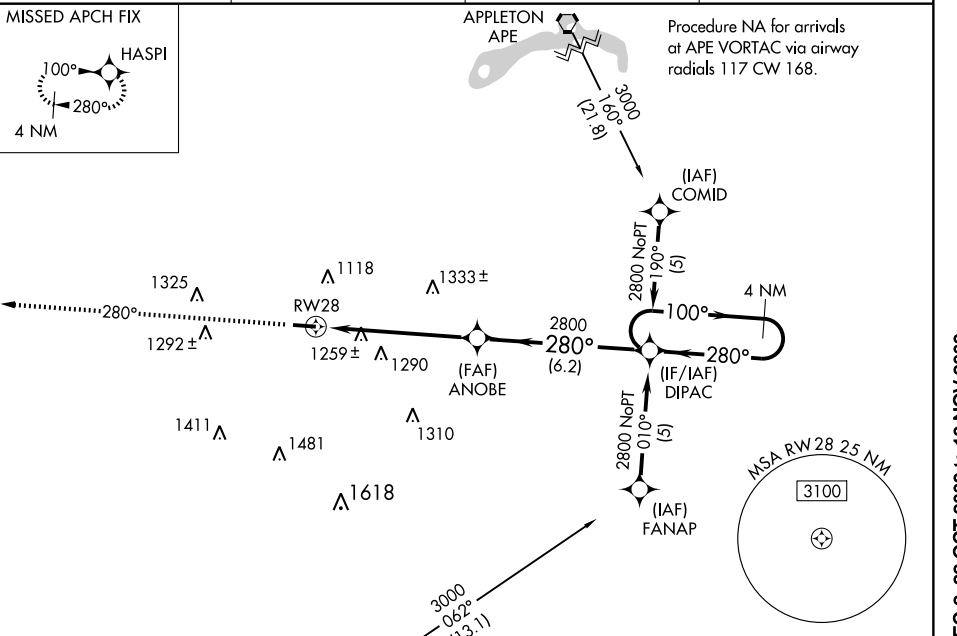 MISSED APCH FIX
HASPI
100°
280°
4 NM
APPLETON
APE
Procedure NA for arrivals
at APE VORTAC via airway
radials 117 CW 168.
3000
160°
(21.8)
(IAF)
COMID
2800 NoPT
190°
(5)
4 NM
100°
280°
1325
1118
1333 ±
RW28
280°
1292 ±
1259 ±
1290
(FAF)
ANOBE
2800
280°
(6.2)
(IF/IAF)
DIPAC
1411
1481
1310
2800 NoPT
010°
(5)
1618
(IAF)
FANAP
MSA RW28 25 NM
3100
3000
062°